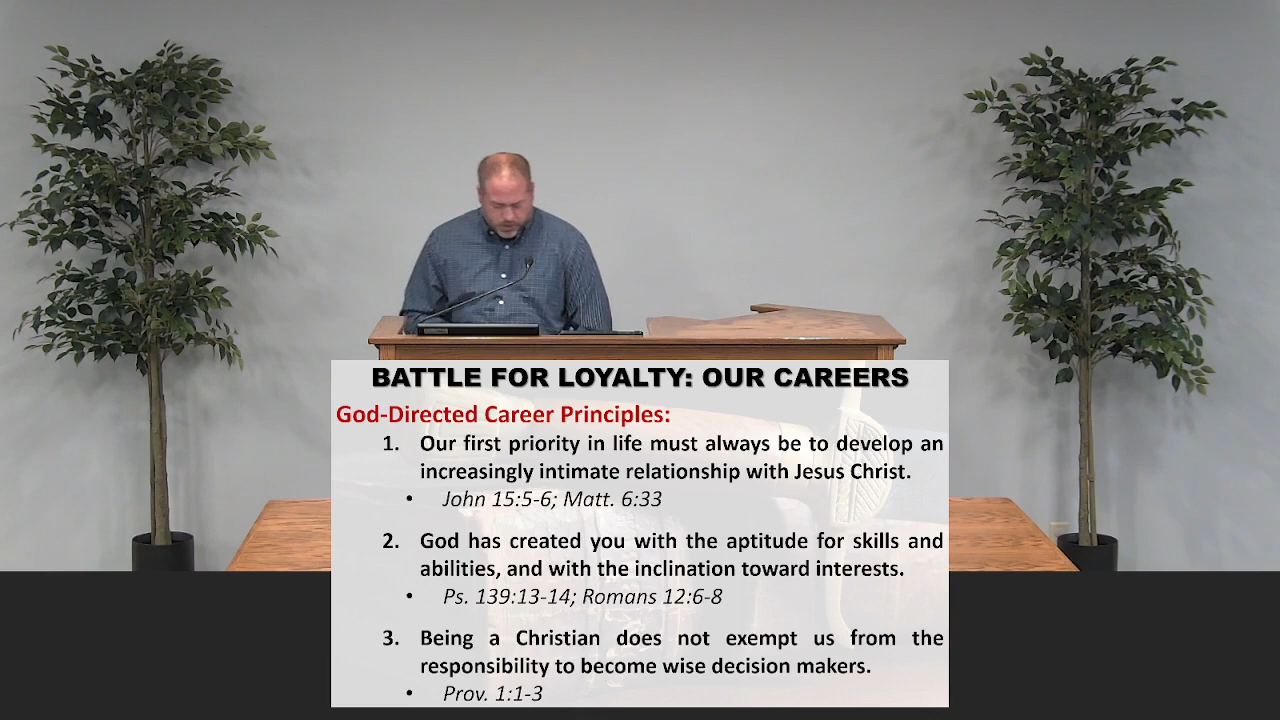 BATTLE FOR LOYALTY: OUR CAREERS
God-Directed Career Principles:
1. Our first priority in life must always be to develop an
increasingly intimate relationship with Jesus Christ.
• John 15:5-6; Matt. 6:33
2. God has created you with the aptitude for skills and
abilities, and with the inclination toward interests.
• Ps. 139:13-14; Romans 12:6-8
3. Being a Christian does not exempt us from the
responsibility to become wise decision makers.
• Prov. 1:1-3